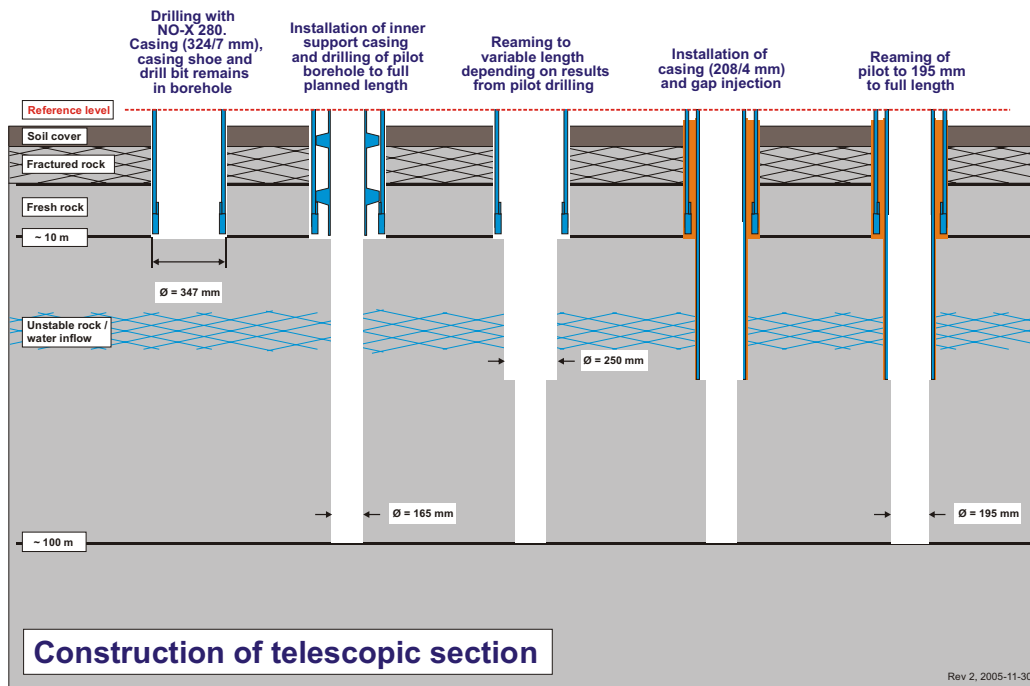 Drilling with
NO-X 280.
Casing (324/7 mm),
casing shoe and
drill bit remains
in borehole
Installation of inner
support casing
and drilling of pilot
borehole to full
planned length
Reaming to
variable length
depending on results
from pilot drilling
Installation of
casing (208/4 mm)
and gap injection
Reaming of
pilot to 195 mm
to full length
Reference level
Soil cover
Fractured rock
Fresh rock
~ 10 m
Ø = 347 mm
Unstable rock /
water inflow
Ø = 250 mm
Ø = 165 mm
Ø = 195 mm
~ 100 m
Construction of telescopic section
Rev 2, 2005-11-30